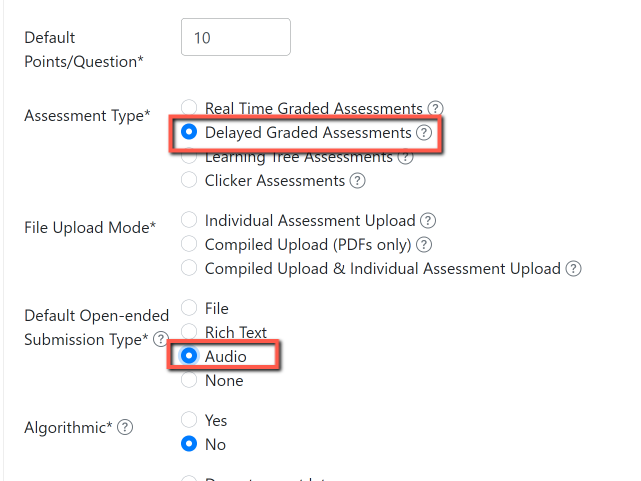 Default
Points/Question*
10
Assessment Type*
Real Time Graded Assessments ?
Delayed Graded Assessments ?
Learning Tree Assessments ?
Clicker Assessments ?
File Upload Mode*
Individual Assessment Upload ?
Compiled Upload (PDFs only) ?
Compiled Upload & Individual Assessment Upload ?
Default Open-ended
Submission Type* ?
File
Rich Text
Audio
None
Algorithmic* ?
Yes
No